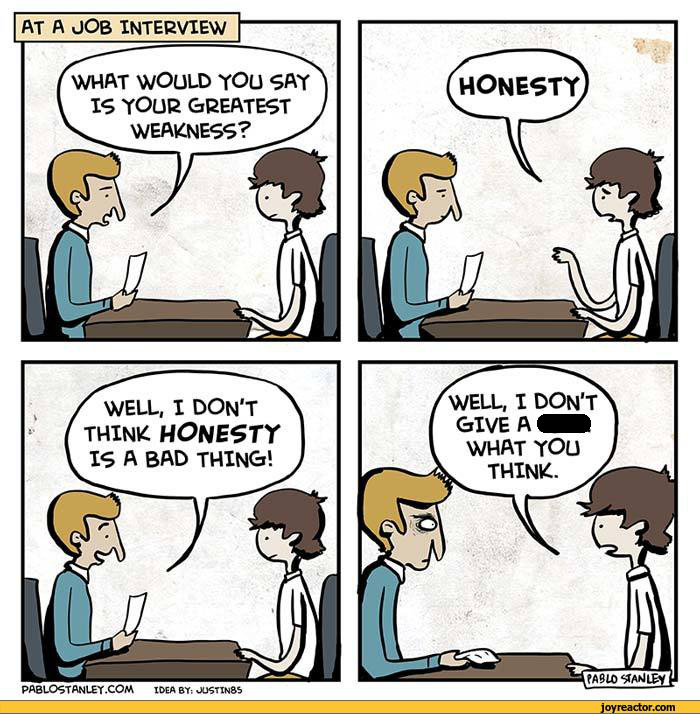 AT A JOB INTERVIEW
WHAT WOULD YOU SAY
IS YOUR GREATEST
WEAKNESS?
HONESTY
WELL, I DON'T
THINK HONESTY
IS A BAD THING!
WELL, I DON'T
GIVE A
WHAT YOU
THINK.
PABLOSTANLEY.COM IDEA BY: JUSTIN85
PABLO STANLEY
joyreactor.com